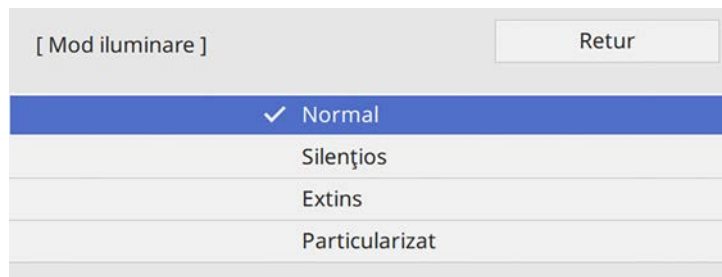 [ Mod iluminare ]
Retur
Normal
Silenţios
Extins
Particularizat